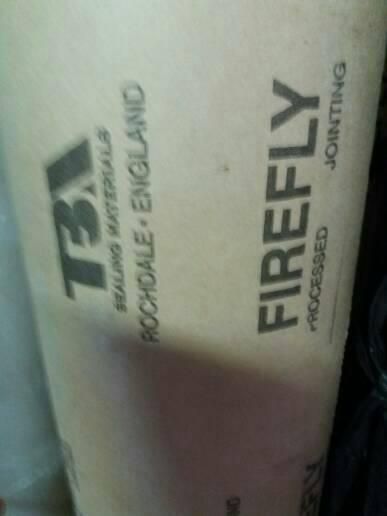 TBA
SEALING MATERIALS
ROCHDALE • ENGLAND
FIREFLY
PROCESSED JOINTING